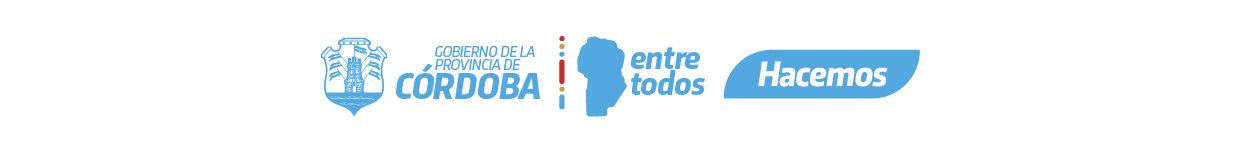 GOBIERNO DE LA
PROVINCIA DE
CÓRDOBA
entre
todos
Hacemos